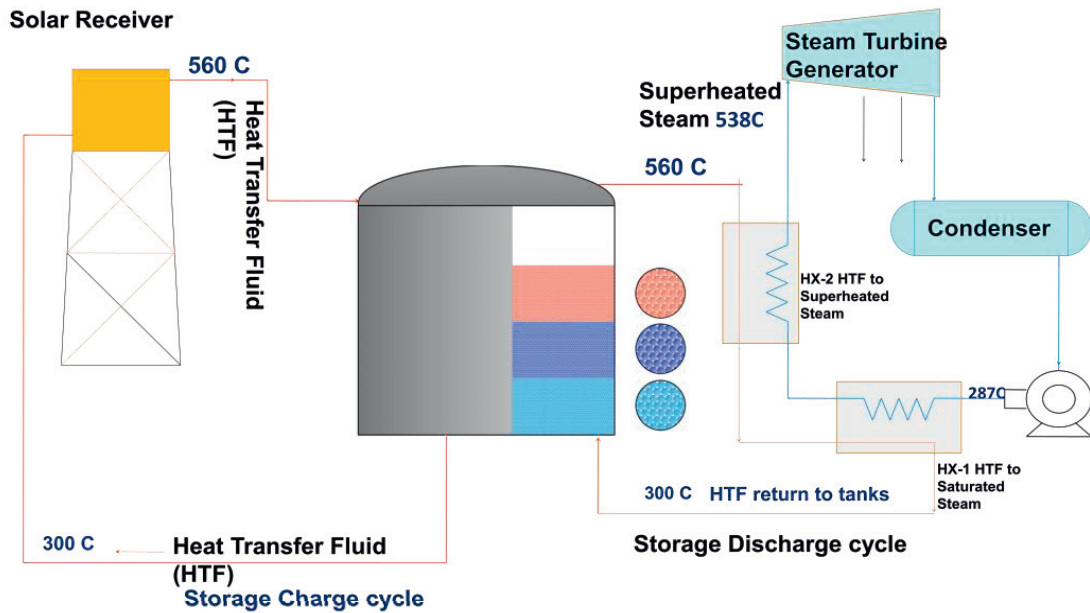 Solar Receiver
560 C
Heat Transfer Fluid
(HTF)
Steam Turbine
Generator
Superheated
Steam 538C
560 C
Condenser
HX-2 HTF to
Superheated
Steam
287C
HX-1 HTF to
Saturated
Steam
300 C HTF return to tanks
Storage Discharge cycle
300 C
Heat Transfer Fluid
(HTF)
Storage Charge cycle